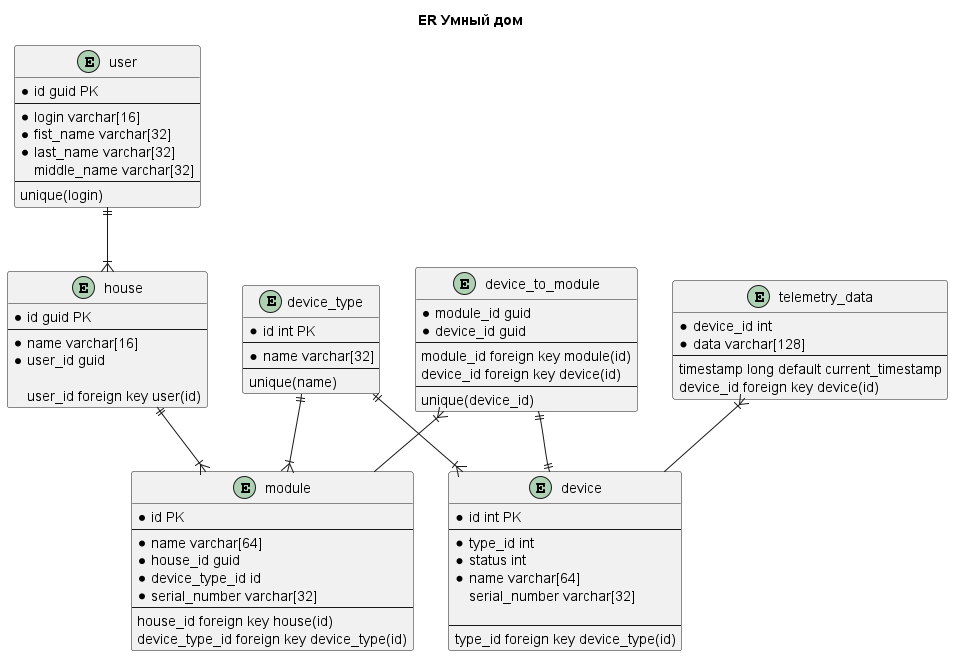 ER Умный дом
E user
* id guid PK
* login varchar[16]
* fist_name varchar[32]
* last_name varchar[32]
middle_name varchar[32]
unique(login)
E house
* id guid PK
* name varchar[16]
* user_id guid
user_id foreign key user(id)
E device_type
* id int PK
* name varchar[32]
unique(name)
E device_to_module
* module_id guid
* device_id guid
module_id foreign key module(id)
device_id foreign key device(id)
unique(device_id)
E telemetry_data
* device_id int
* data varchar[128]
timestamp long default current_timestamp
device_id foreign key device(id)
E module
* id PK
* name varchar[64]
* house_id guid
* device_type_id id
* serial_number varchar[32]
house_id foreign key house(id)
device_type_id foreign key device_type(id)
E device
* id int PK
* type_id int
* status int
* name varchar[64]
serial_number varchar[32]
type_id foreign key device_type(id)